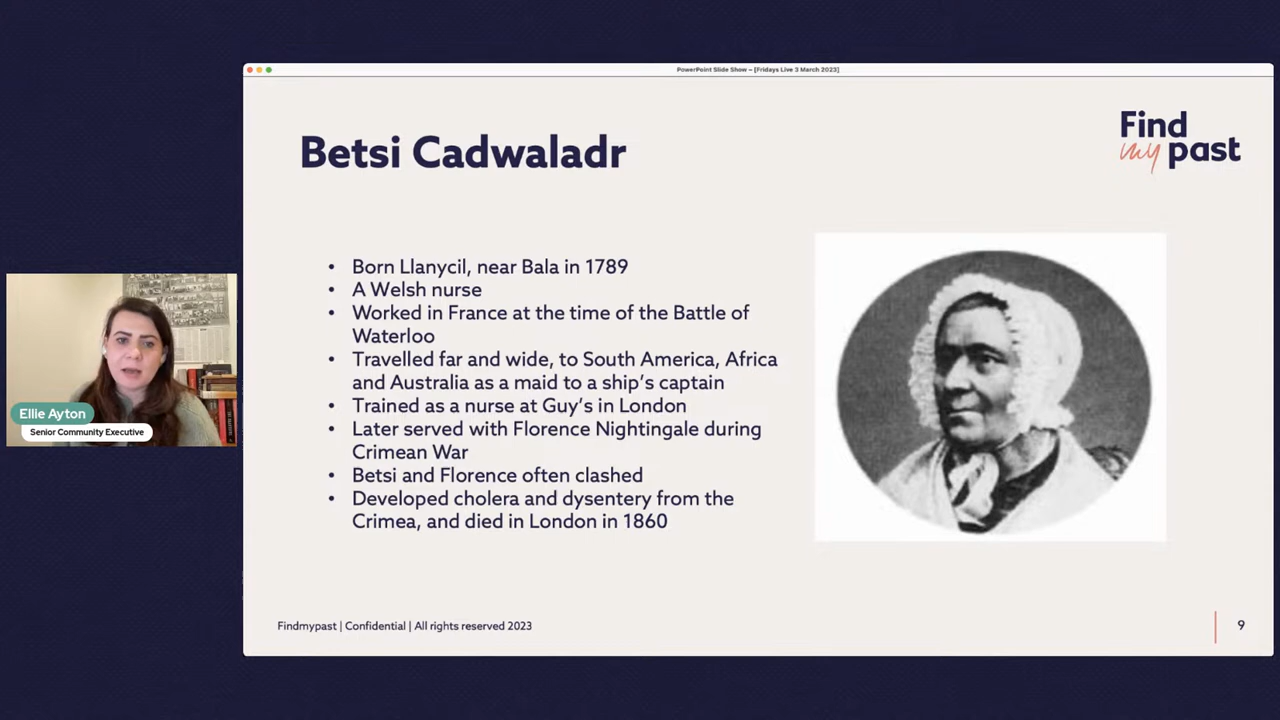 PowerPoint Slide Show – [Fridays Live 3 March 2023]
Find
my past
Betsi Cadwaladr
• Born Llanycil, near Bala in 1789
• A Welsh nurse
• Worked in France at the time of the Battle of
Waterloo
• Travelled far and wide, to South America, Africa
and Australia as a maid to a ship's captain
• Trained as a nurse at Guy's in London
• Later served with Florence Nightingale during
Crimean War
• Betsi and Florence often clashed
• Developed cholera and dysentery from the
Crimea, and died in London in 1860
Ellie Ayton
Senior Community Executive
Findmypast | Confidential | All rights reserved 2023
9